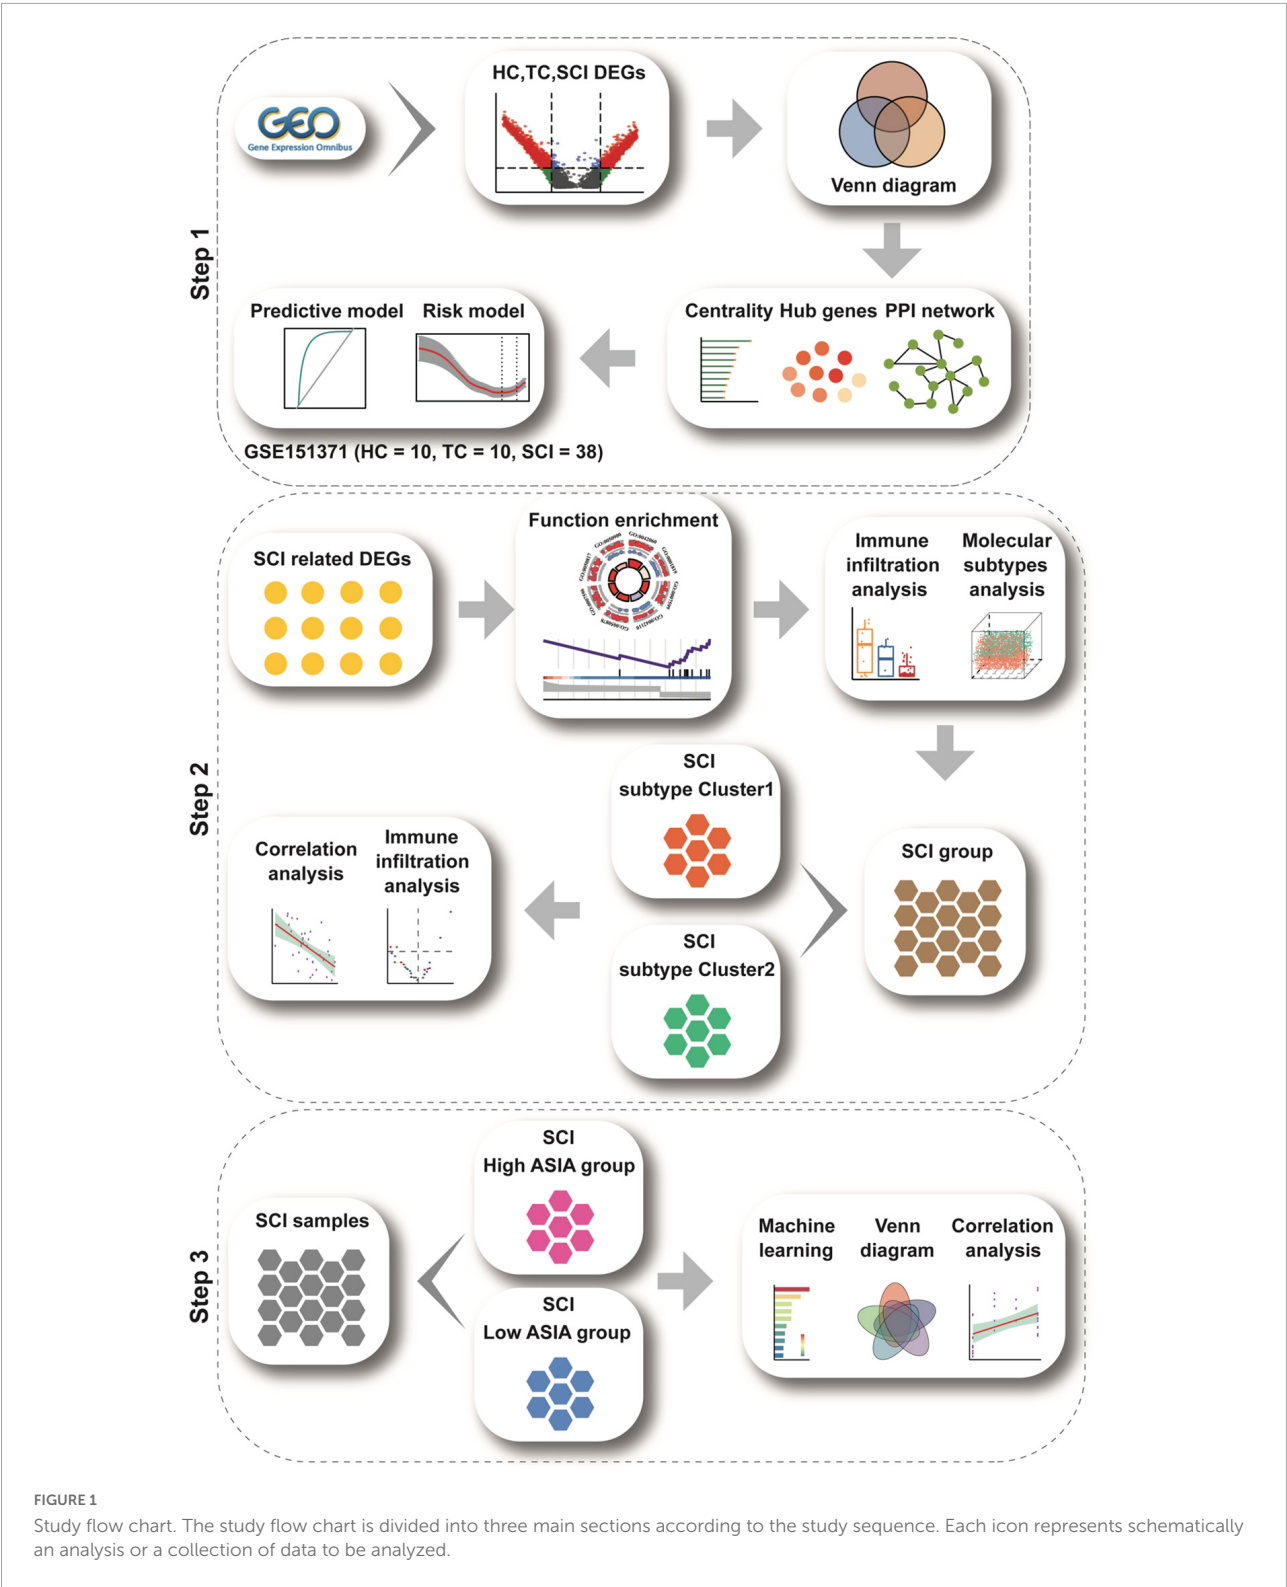 Step 1
GEO
Gene Expression Omnibus
HC,TC,SCI DEGs
Venn diagram
Predictive model
Risk model
Centrality
Hub genes
PPI network
GSE151371 (HC = 10, TC = 10, SCI = 38)
Step 2
SCI related DEGs
Function enrichment
Immune
infiltration
analysis
Molecular
subtypes
analysis
SCI
subtype Cluster1
SCI
subtype Cluster2
SCI group
Correlation
analysis
Immune
infiltration
analysis
Step 3
SCI samples
SCI
High ASIA group
SCI
Low ASIA group
Machine
learning
Venn
diagram
Correlation
analysis
FIGURE 1
Study flow chart. The study flow chart is divided into three main sections according to the study sequence. Each icon represents schematically
an analysis or a collection of data to be analyzed.